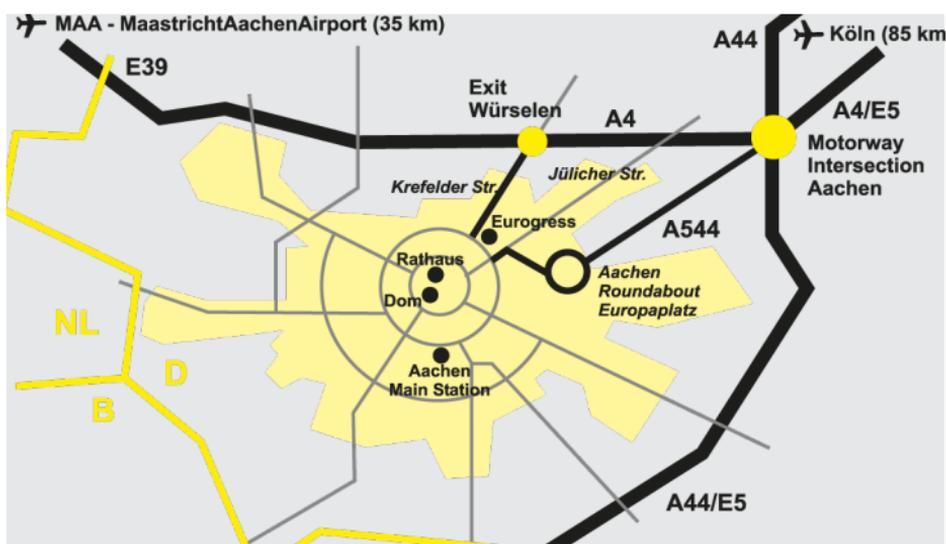 MAA - MaastrichtAachenAirport (35 km)
A44
Köln (85 km
E39
Exit
Würselen
A4
A4/E5
Motorway
Intersection
Aachen
Krefelder Str.
Jülicher Str.
Eurogress
A544
Rathaus
Aachen
Roundabout
Europaplatz
Dom
NL
D
B
Aachen
Main Station
A44/E5